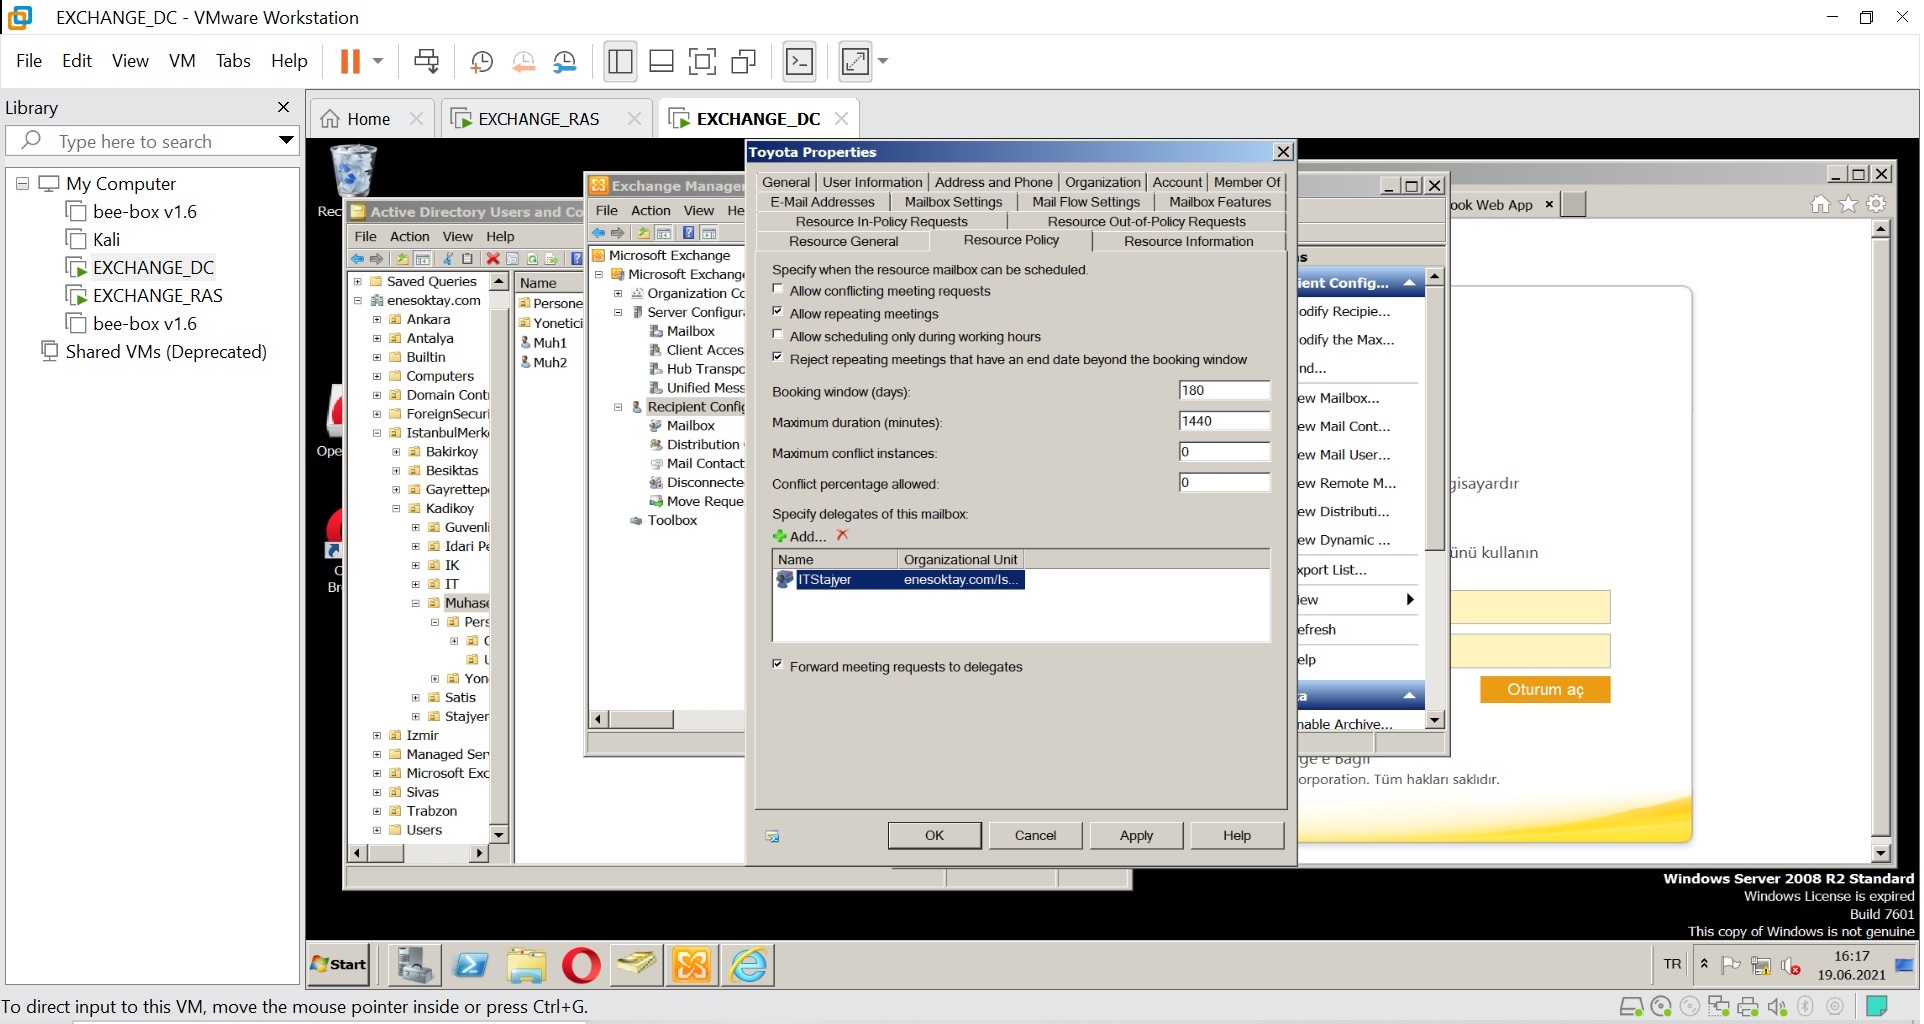 EXCHANGE_DC - VMware Workstation
File Edit View VM Tabs Help
Library
Type here to search
My Computer
bee-box v1.6
Kali
EXCHANGE_DC
EXCHANGE_RAS
bee-box v1.6
Shared VMs (Deprecated)
Home
EXCHANGE_RAS
EXCHANGE_DC
Active Directory Users and Co
File Action View Help
Saved Queries
enesoktay.com
Ankara
Antalya
Builtin
Computers
Domain Cont
ForeignSecuri
IstanbulMerk
Bakirkoy
Besiktas
Gayrettep
Kadikoy
Guvenli
Idari Pe
IK
IT
Muhase
Pers
Yon
Satis
Stajyer
Izmir
Managed Ser
Microsoft Exc
Sivas
Trabzon
Users
Name
Persone
Yonetici
Muh1
Muh2
Exchange Manager
File Action View He
Microsoft Exchange
Microsoft Exchange
Organization Co
Server Configura
Mailbox
Client Acces
Hub Transpo
Unified Mess
Recipient Config
Mailbox
Distribution
Mail Contact
Disconnecte
Move Reque
Toolbox
Toyota Properties
General User Information Address and Phone Organization Account Member Of
E-Mail Addresses Mailbox Settings Mail Flow Settings Mailbox Features
Resource In-Policy Requests Resource Out-of-Policy Requests
Resource General Resource Policy Resource Information
Specify when the resource mailbox can be scheduled.
Allow conflicting meeting requests
Allow repeating meetings
Allow scheduling only during working hours
Reject repeating meetings that have an end date beyond the booking window
Booking window (days): 180
Maximum duration (minutes): 1440
Maximum conflict instances: 0
Conflict percentage allowed: 0
Specify delegates of this mailbox:
Add...
Name Organizational Unit
ITStajyer enesoktay.com/Is...
Forward meeting requests to delegates
OK Cancel Apply Help
ient Config...
odify Recipie...
odify the Max...
nd...
ew Mailbox...
ew Mail Cont...
ew Mail User...
ew Remote M...
ew Distributi...
ew Dynamic ...
xport List...
iew
efresh
elp
nable Archive...
ook Web App
gisayardır
ünü kullanın
Oturum aç
ge'e Bağlı
orporation. Tüm hakları saklıdır.
Rec
Ope
Br
Windows Server 2008 R2 Standard
Windows License is expired
Build 7601
This copy of Windows is not genuine
Start
TR
16:17
19.06.2021
To direct input to this VM, move the mouse pointer inside or press Ctrl+G.